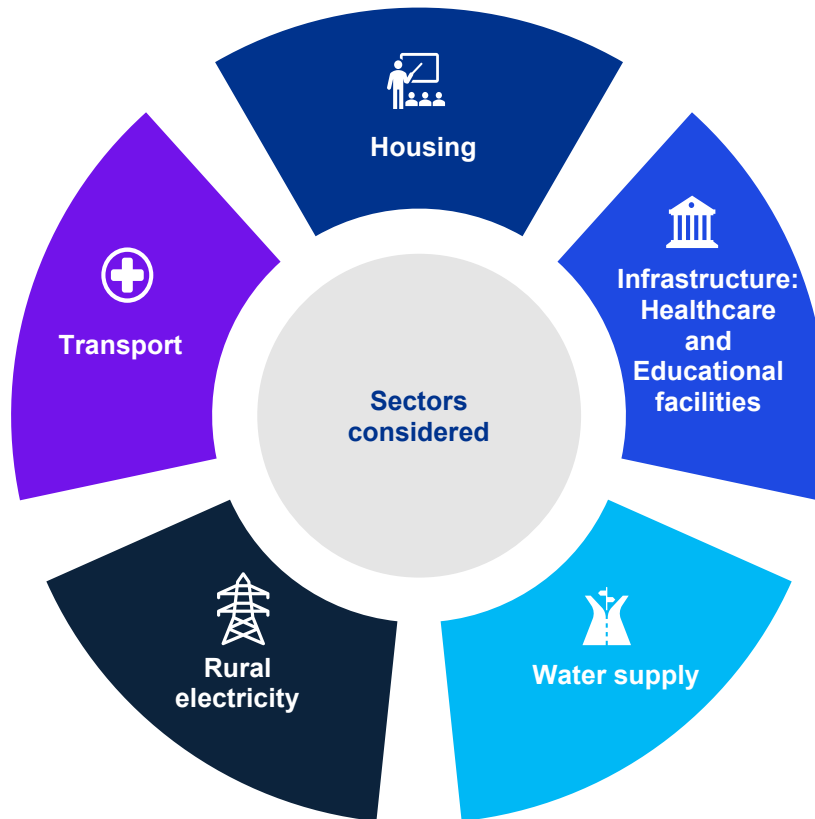 Housing
Infrastructure:
Healthcare
and
Educational
facilities
Water supply
Rural
electricity
Transport
Sectors
considered